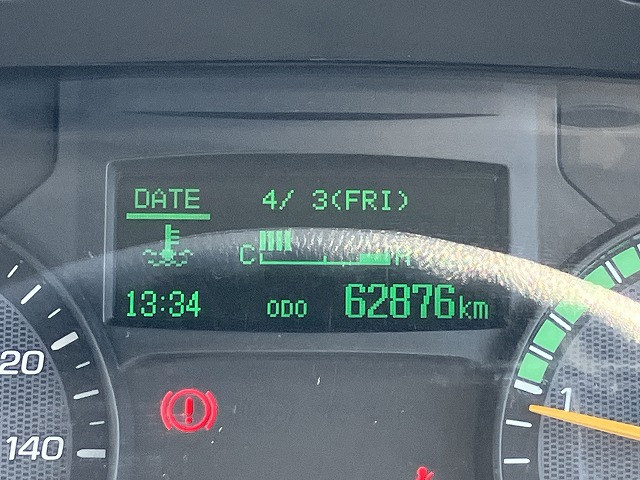 DATE 4/ 3(FRI)
C H
13:34 ODO 62876km
20
140
1